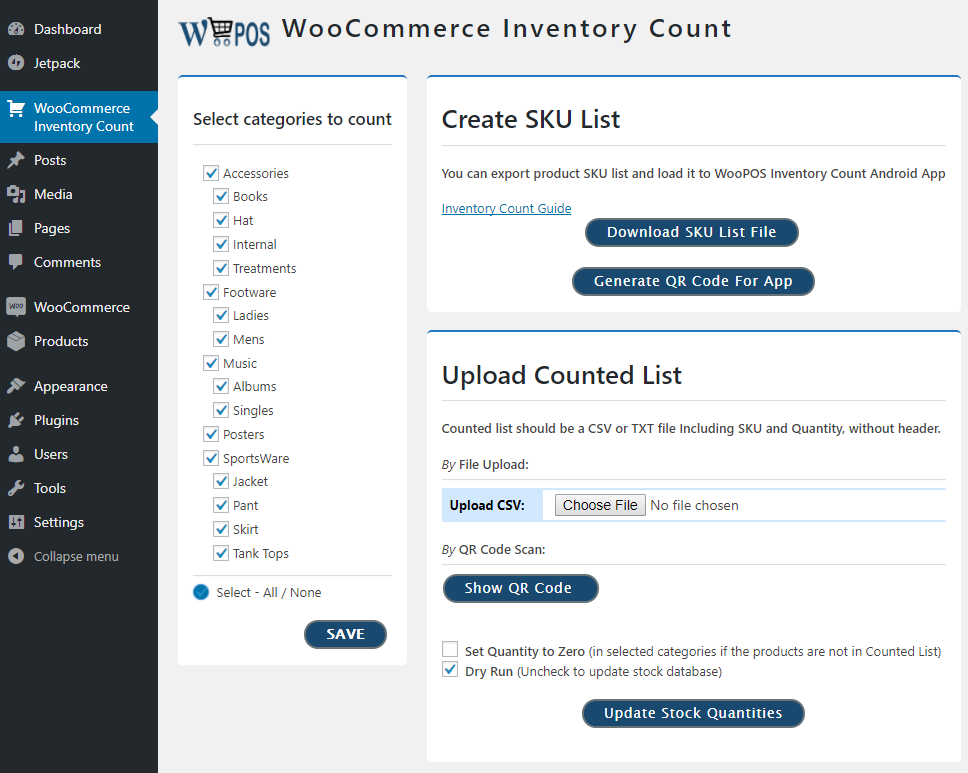 Dashboard
Jetpack
WooCommerce
Inventory Count
Posts
Media
Pages
Comments
WOO WooCommerce
Products
Appearance
Plugins
Users
Tools
Settings
Collapse menu
WPOS WooCommerce Inventory Count
Select categories to count
Accessories
Books
Hat
Internal
Treatments
Footware
Ladies
Mens
Music
Albums
Singles
Posters
SportsWare
Jacket
Pant
Skirt
Tank Tops
Select - All / None
SAVE
Create SKU List
You can export product SKU list and load it to WooPOS Inventory Count Android App
Inventory Count Guide
Download SKU List File
Generate QR Code For App
Upload Counted List
Counted list should be a CSV or TXT file Including SKU and Quantity, without header.
By File Upload:
Upload CSV: Choose File No file chosen
By QR Code Scan:
Show QR Code
Set Quantity to Zero (in selected categories if the products are not in Counted List)
Dry Run (Uncheck to update stock database)
Update Stock Quantities